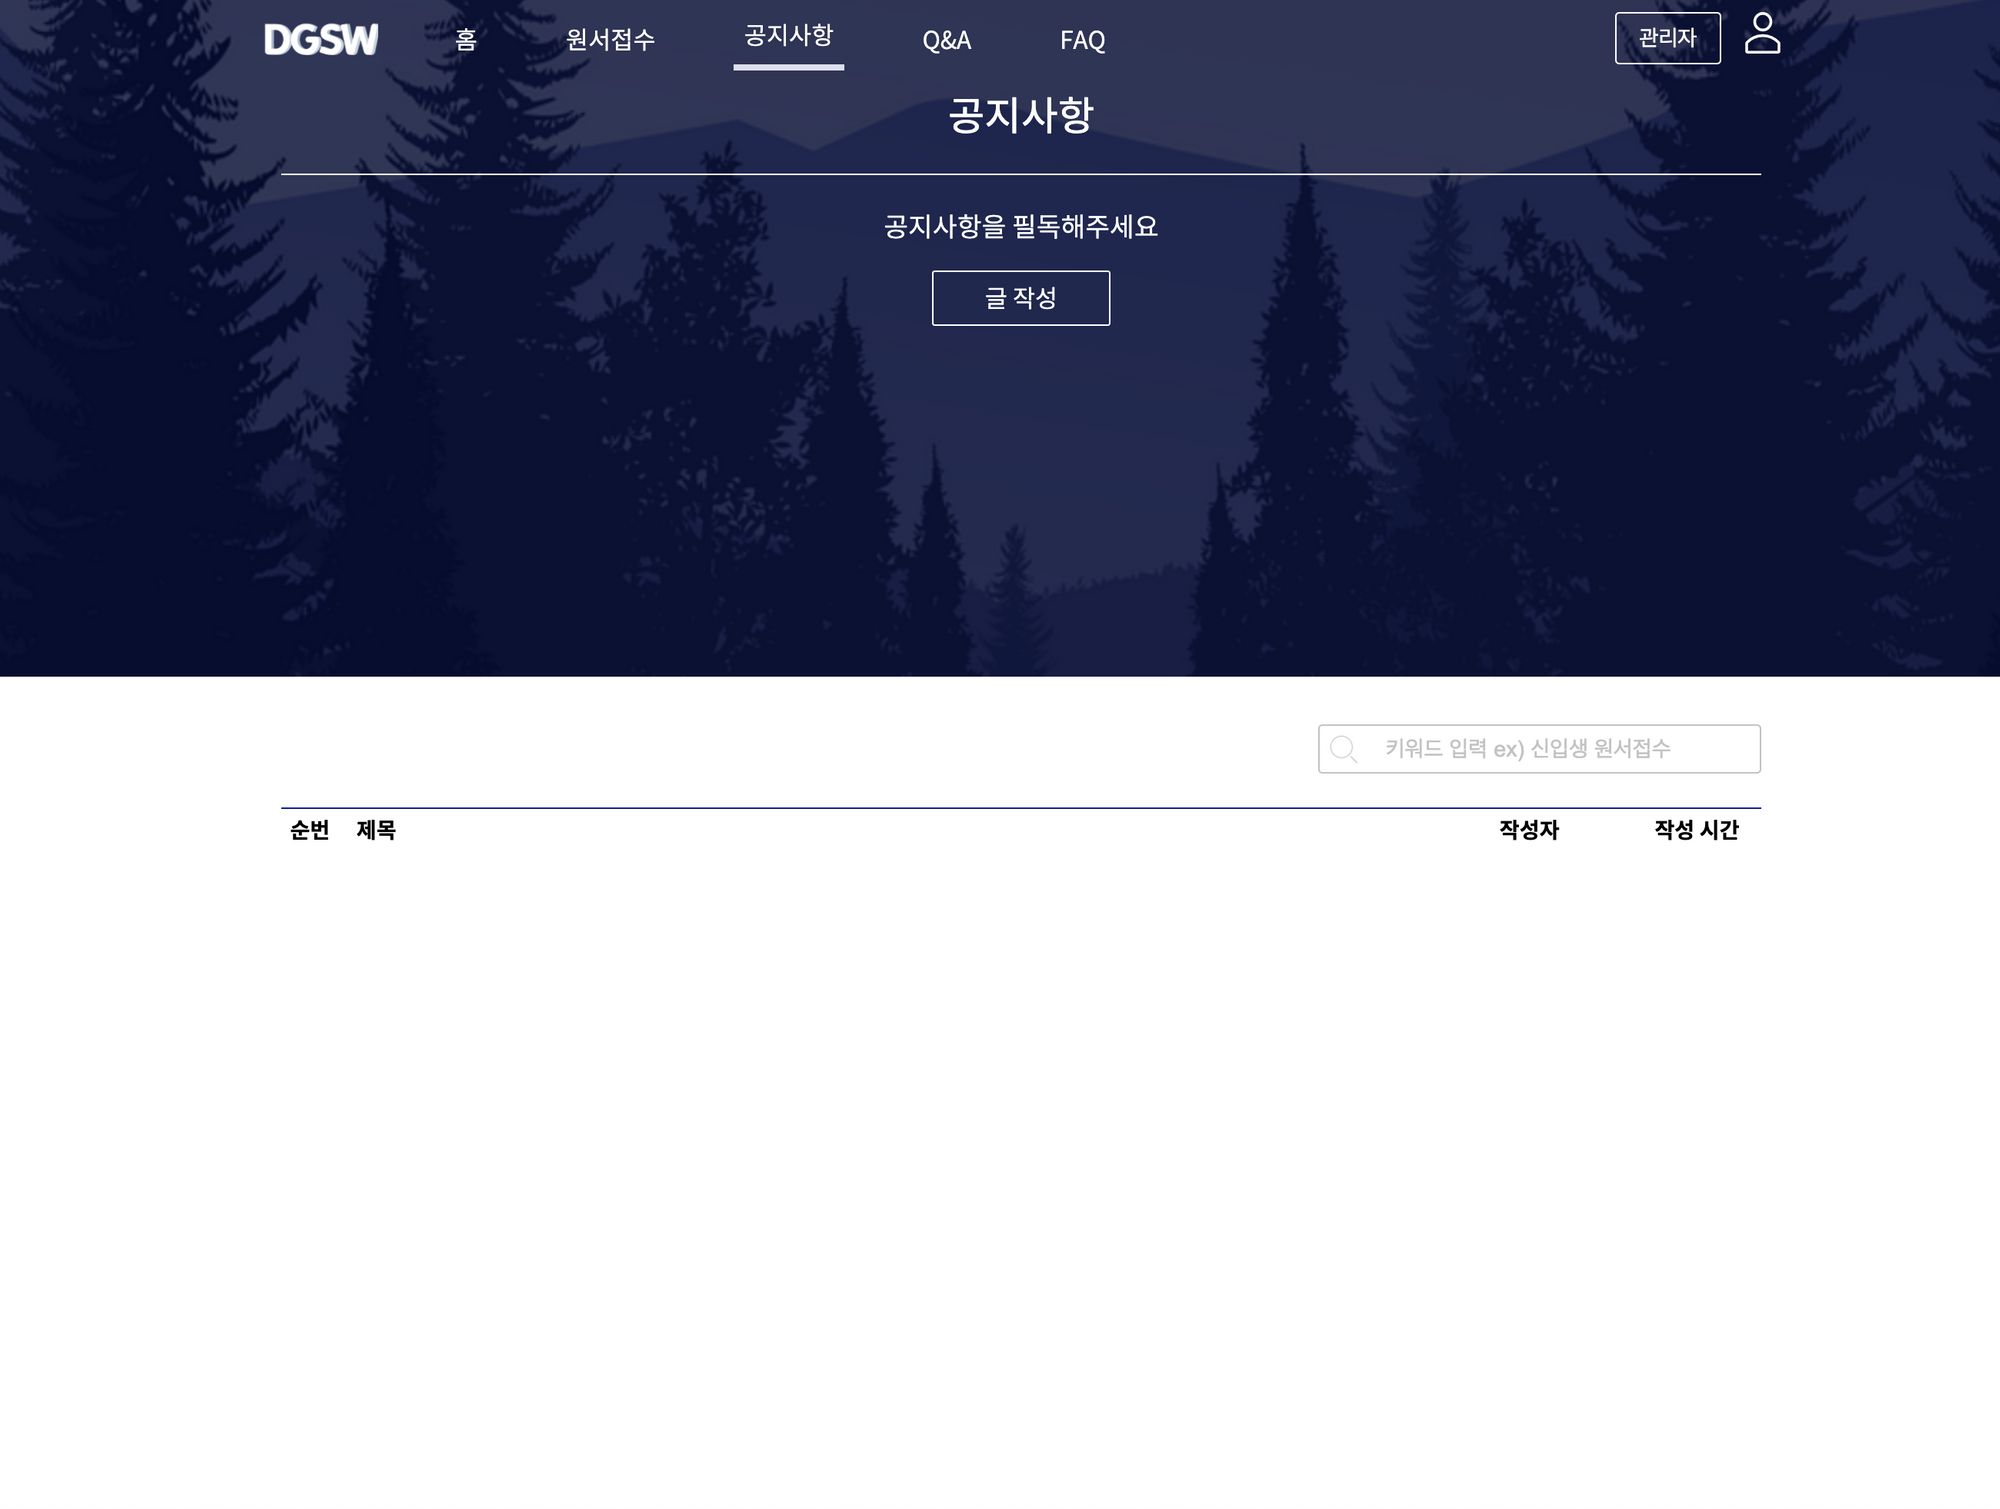 DGSW 홈 원서접수 공지사항 Q&A FAQ 관리자
공지사항
공지사항을 필독해주세요
글 작성
키워드 입력 ex) 신입생 원서접수
순번 제목 작성자 작성 시간